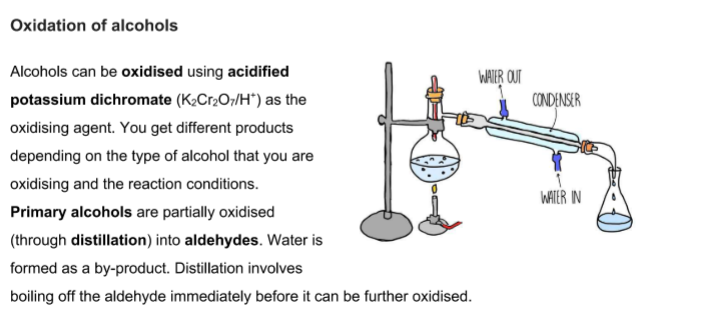 Oxidation of alcohols
Alcohols can be oxidised using acidified
potassium dichromate (K₂Cr₂O₇/H⁺) as the
oxidising agent. You get different products
depending on the type of alcohol that you are
oxidising and the reaction conditions.
Primary alcohols are partially oxidised
(through distillation) into aldehydes. Water is
formed as a by-product. Distillation involves
boiling off the aldehyde immediately before it can be further oxidised.
WATER OUT
CONDENSER
WATER IN